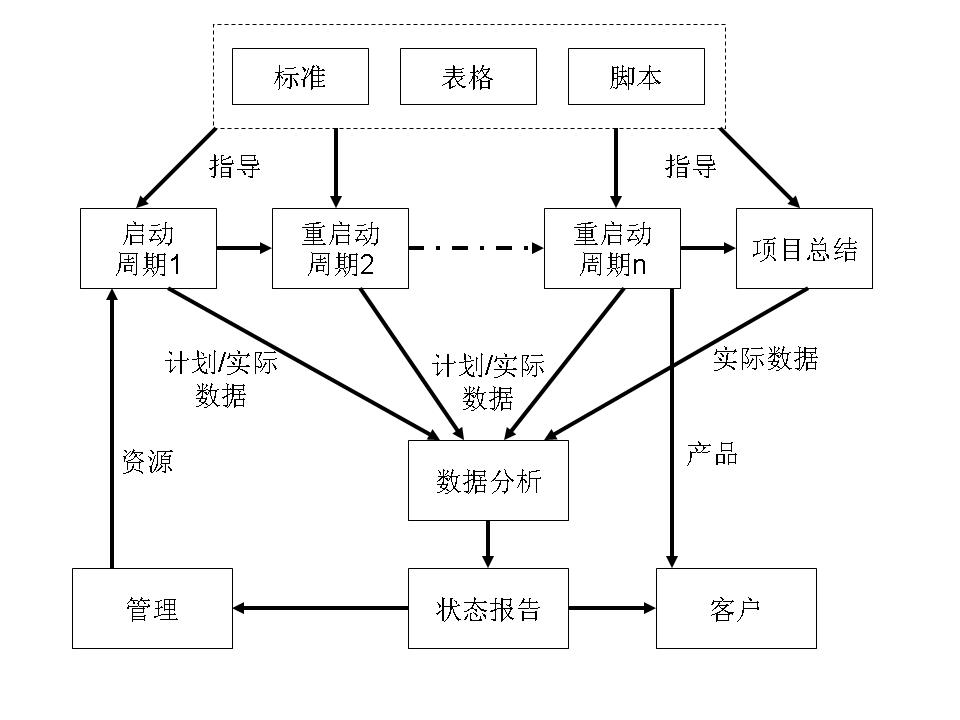 标准
表格
脚本
指导
指导
启动
周期1
重启动
周期2
重启动
周期n
项目总结
计划/实际
数据
计划/实际
数据
实际数据
资源
数据分析
产品
管理
状态报告
客户